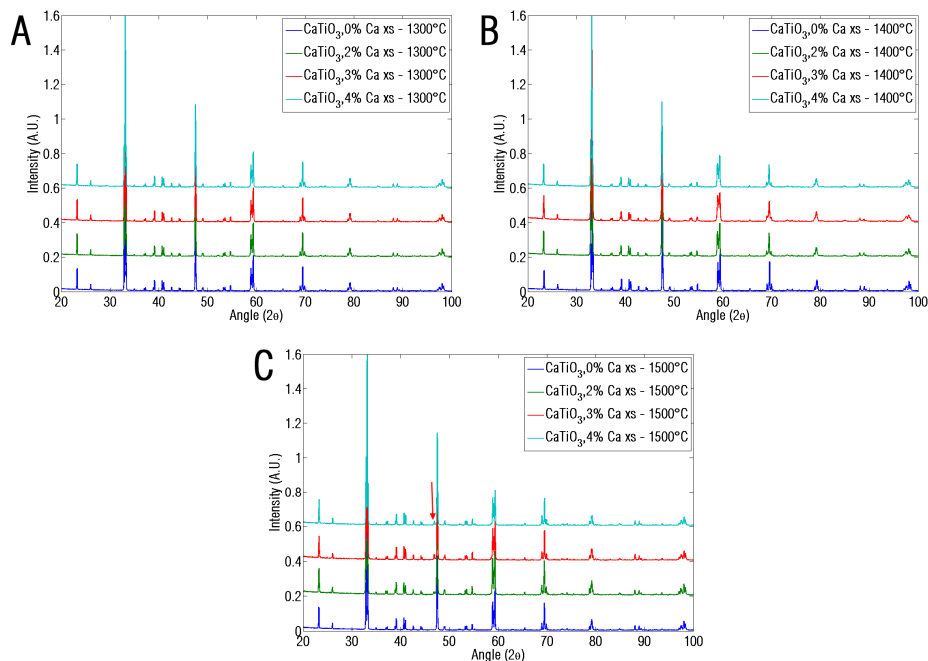 A
1.6
1.4
1.2
1
0.8
0.6
0.4
0.2
0
Intensity (A.U.)
CaTiO3,0% Ca xs - 1300°C
CaTiO3,2% Ca xs - 1300°C
CaTiO3,3% Ca xs - 1300°C
CaTiO3,4% Ca xs - 1300°C
20 30 40 50 60 70 80 90 100
Angle (2θ)
B
1.6
1.4
1.2
1
0.8
0.6
0.4
0.2
0
Intensity (A.U.)
CaTiO3,0% Ca xs - 1400°C
CaTiO3,2% Ca xs - 1400°C
CaTiO3,3% Ca xs - 1400°C
CaTiO3,4% Ca xs - 1400°C
20 30 40 50 60 70 80 90 100
Angle (2θ)
C
1.6
1.4
1.2
1
0.8
0.6
0.4
0.2
0
Intensity (A.U.)
CaTiO3,0% Ca xs - 1500°C
CaTiO3,2% Ca xs - 1500°C
CaTiO3,3% Ca xs - 1500°C
CaTiO3,4% Ca xs - 1500°C
20 30 40 50 60 70 80 90 100
Angle (2θ)